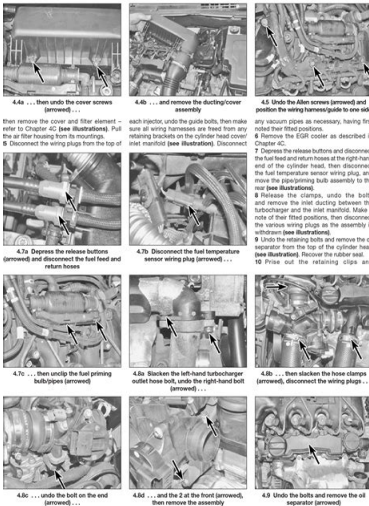 4.4a . . . then undo the cover screws
(arrowed) . . .
4.4b . . . and remove the ducting/cover
assembly
4.5 Undo the Allen screws (arrowed) and
position the wiring harness/guide to one side
then remove the cover and filter element –
refer to Chapter 4C (see illustrations). Pull
the air filter housing from its mountings.
5 Disconnect the wiring plugs from the top of
each injector, undo the guide bolts, then make
sure all wiring harnesses are freed from any
retaining brackets on the cylinder head cover/
inlet manifold (see illustration). Disconnect
any vacuum pipes as necessary, having first
noted their fitted positions.
6 Remove the EGR cooler as described in
Chapter 4C.
7 Depress the release buttons and disconnect
the fuel feed and return hoses at the right-hand
end of the cylinder head, then disconnect
the fuel temperature sensor wiring plug, and
move the pipe/priming bulb assembly to the
rear (see illustrations).
8 Release the clamps, undo the bolts
and remove the inlet ducting between the
turbocharger and the inlet manifold. Make a
note of their fitted positions, then disconnect
the various wiring plugs as the assembly is
withdrawn (see illustrations).
9 Undo the retaining bolts and remove the oil
separator from the top of the cylinder head
(see illustration). Recover the rubber seal.
10 Prise out the retaining clips and
4.7a Depress the release buttons
(arrowed) and disconnect the fuel feed and
return hoses
4.7b Disconnect the fuel temperature
sensor wiring plug (arrowed) . . .
4.7c . . . then unclip the fuel priming
bulb/pipes (arrowed)
4.8a Slacken the left-hand turbocharger
outlet hose bolt, undo the right-hand bolt
(arrowed) . . .
4.8b . . . then slacken the hose clamps
(arrowed), disconnect the wiring plugs . . .
4.8c . . . undo the bolt on the end
(arrowed) . . .
4.8d . . . and the 2 at the front (arrowed),
then remove the assembly
4.9 Undo the bolts and remove the oil
separator (arrowed)